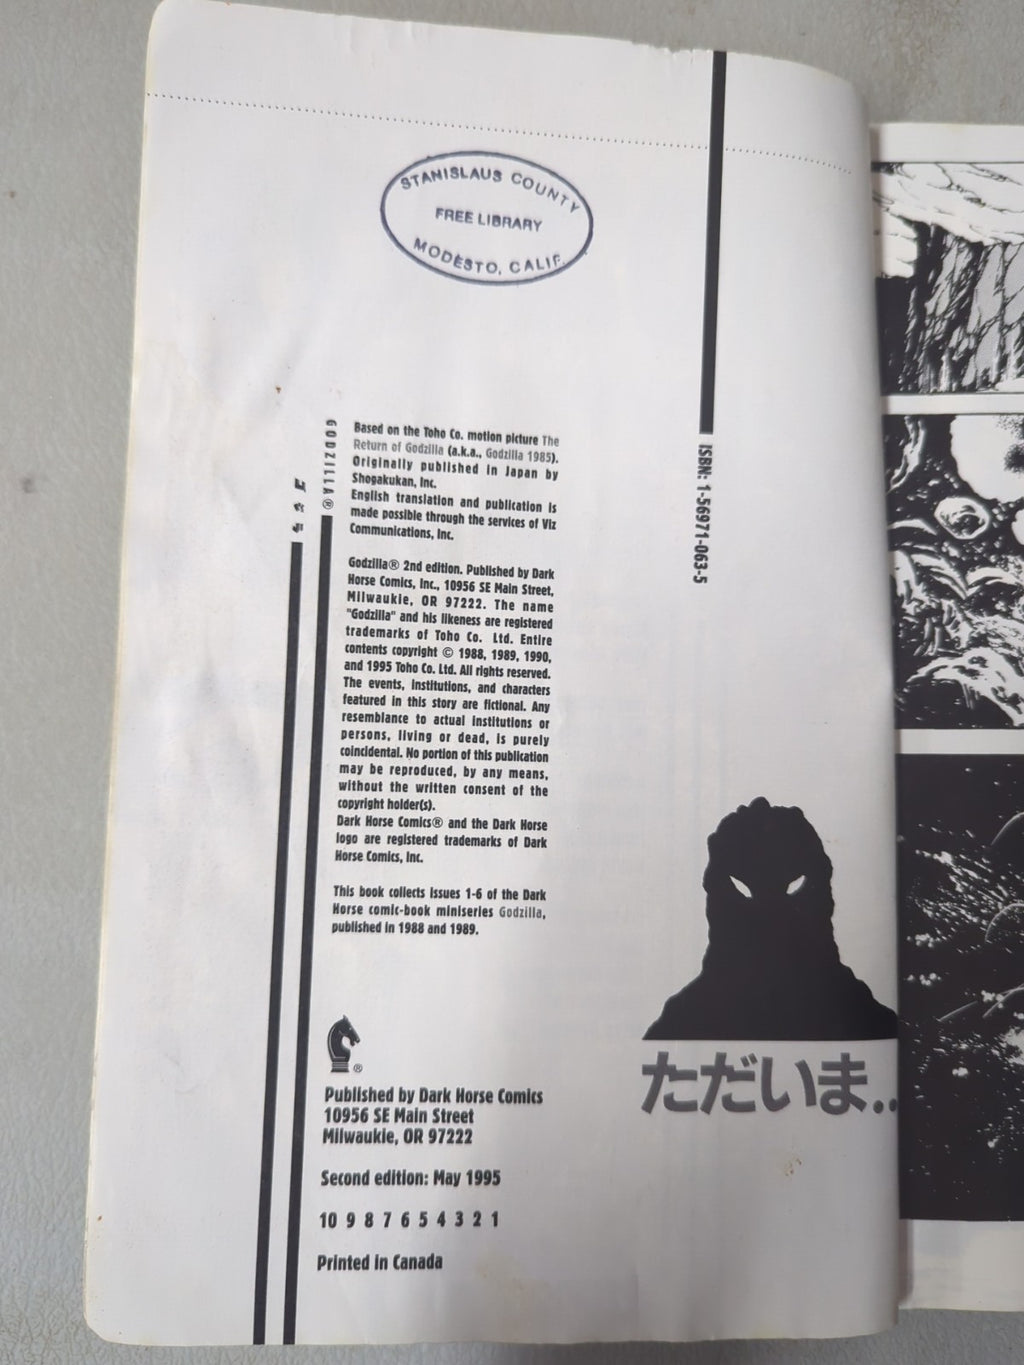 STANISLAUS COUNTY
FREE LIBRARY
MODESTO, CALIF.
ISBN: 1-56971-063-5
GODZILLA®
ゴジラ
Based on the Toho Co. motion picture The
Return of Godzilla (a.k.a., Godzilla 1985).
Originally published in Japan by
Shogakukan, Inc.
English translation and publication is
made possible through the services of Viz
Communications, Inc.
Godzilla® 2nd edition. Published by Dark
Horse Comics, Inc., 10956 SE Main Street,
Milwaukie, OR 97222. The name
"Godzilla" and his likeness are registered
trademarks of Toho Co. Ltd. Entire
contents copyright © 1988, 1989, 1990,
and 1995 Toho Co. Ltd. All rights reserved.
The events, institutions, and characters
featured in this story are fictional. Any
resemblance to actual institutions or
persons, living or dead, is purely
coincidental. No portion of this publication
may be reproduced, by any means,
without the written consent of the
copyright holder(s).
Dark Horse Comics® and the Dark Horse
logo are registered trademarks of Dark
Horse Comics, Inc.
This book collects issues 1-6 of the Dark
Horse comic-book miniseries Godzilla,
published in 1988 and 1989.
®
Published by Dark Horse Comics
10956 SE Main Street
Milwaukie, OR 97222
Second edition: May 1995
10 9 8 7 6 5 4 3 2 1
Printed in Canada
ただいま..